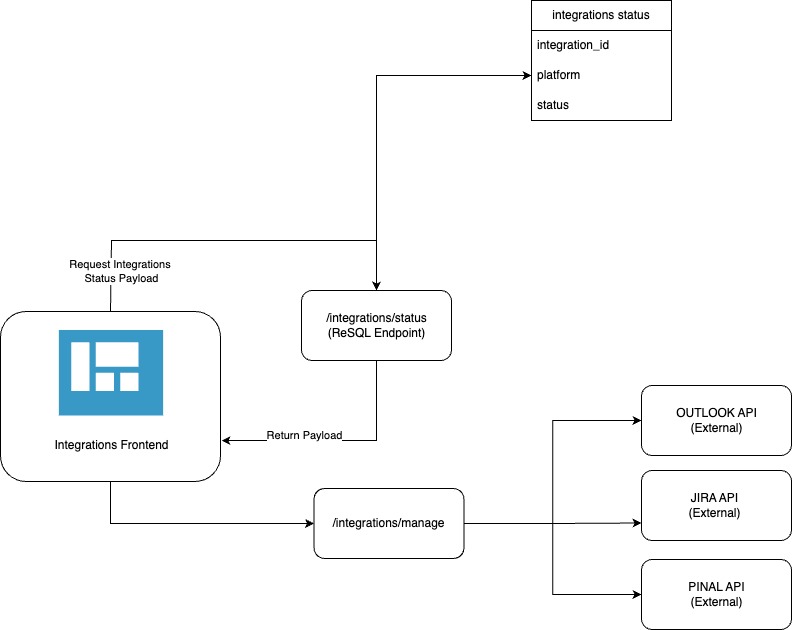 integrations status
integration_id
platform
status
Request Integrations
Status Payload
/integrations/status
(ReSQL Endpoint)
Integrations Frontend
Return Payload
OUTLOOK API
(External)
JIRA API
(External)
/integrations/manage
PINAL API
(External)